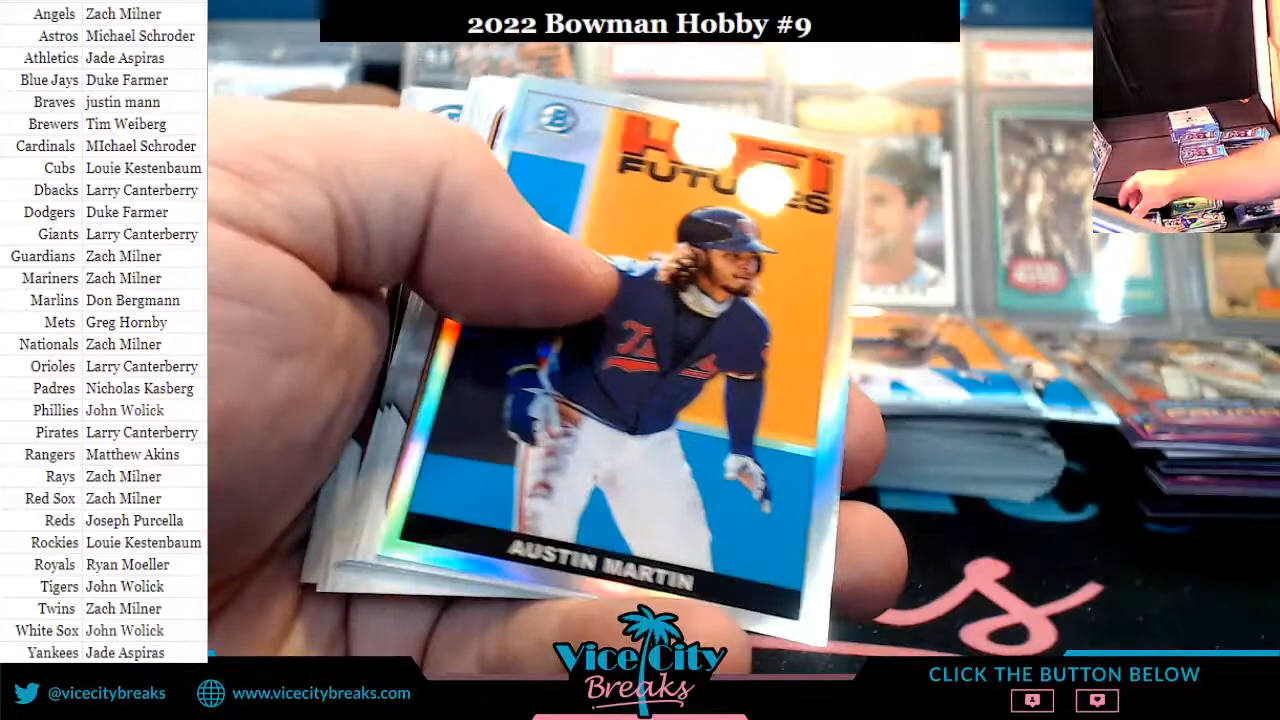 2022 Bowman Hobby #9
Angels Zach Milner
Astros Michael Schroder
Athletics Jade Aspiras
Blue Jays Duke Farmer
Braves justin mann
Brewers Tim Weiberg
Cardinals MIchael Schroder
Cubs Louie Kestenbaum
Dbacks Larry Canterberry
Dodgers Duke Farmer
Giants Larry Canterberry
Guardians Zach Milner
Mariners Zach Milner
Marlins Don Bergmann
Mets Greg Hornby
Nationals Zach Milner
Orioles Larry Canterberry
Padres Nicholas Kasberg
Phillies John Wolick
Pirates Larry Canterberry
Rangers Matthew Akins
Rays Zach Milner
Red Sox Zach Milner
Reds Joseph Purcella
Rockies Louie Kestenbaum
Royals Ryan Moeller
Tigers John Wolick
Twins Zach Milner
White Sox John Wolick
Yankees Jade Aspiras
B
FUTURES
AUSTIN MARTIN
s
@vicecitybreaks
www.vicecitybreaks.com
Vice City
Breaks
CLICK THE BUTTON BELOW